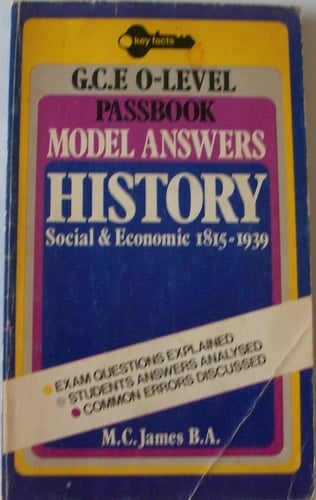 key facts
G.C.E O-LEVEL
PASSBOOK
MODEL ANSWERS
HISTORY
Social & Economic 1815-1939
EXAM QUESTIONS EXPLAINED
STUDENTS ANSWERS ANALYSED
COMMON ERRORS DISCUSSED
M.C. James B.A.